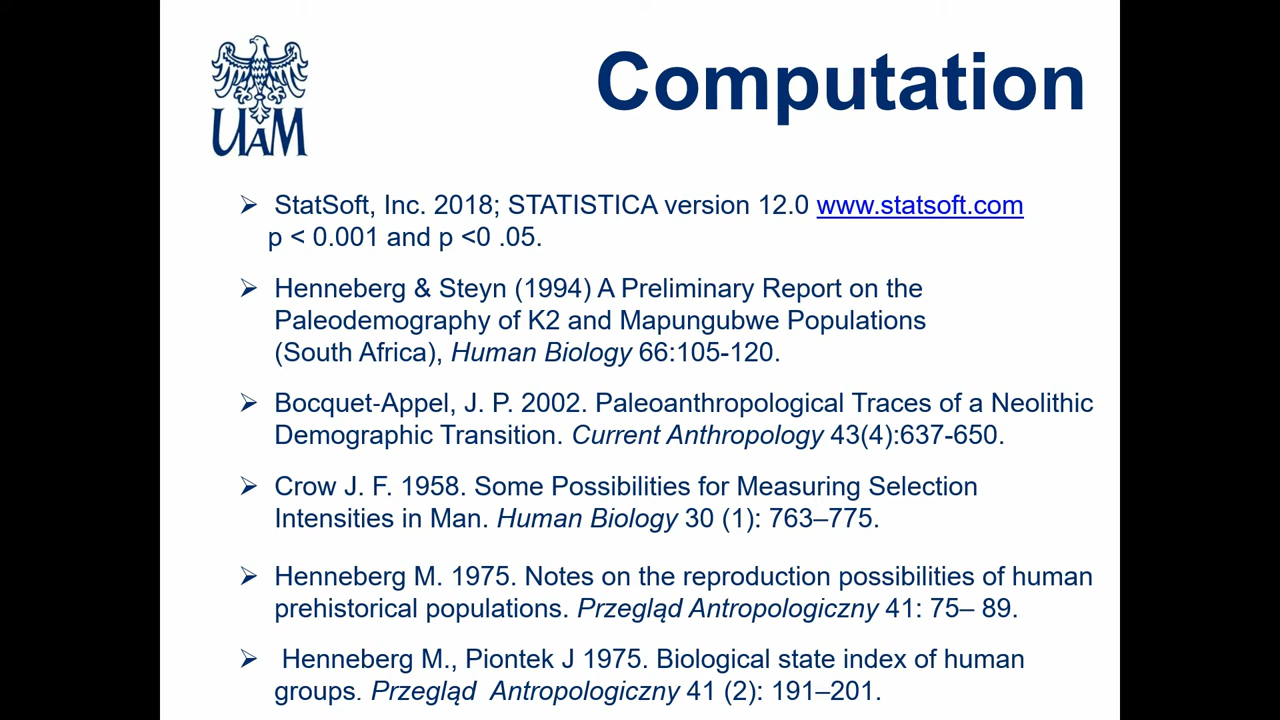 UAM
Computation
➢ StatSoft, Inc. 2018; STATISTICA version 12.0 www.statsoft.com
p < 0.001 and p <0 .05.
➢ Henneberg & Steyn (1994) A Preliminary Report on the
Paleodemography of K2 and Mapungubwe Populations
(South Africa), Human Biology 66:105-120.
➢ Bocquet-Appel, J. P. 2002. Paleoanthropological Traces of a Neolithic
Demographic Transition. Current Anthropology 43(4):637-650.
➢ Crow J. F. 1958. Some Possibilities for Measuring Selection
Intensities in Man. Human Biology 30 (1): 763–775.
➢ Henneberg M. 1975. Notes on the reproduction possibilities of human
prehistorical populations. Przegląd Antropologiczny 41: 75– 89.
➢ Henneberg M., Piontek J 1975. Biological state index of human
groups. Przegląd Antropologiczny 41 (2): 191–201.